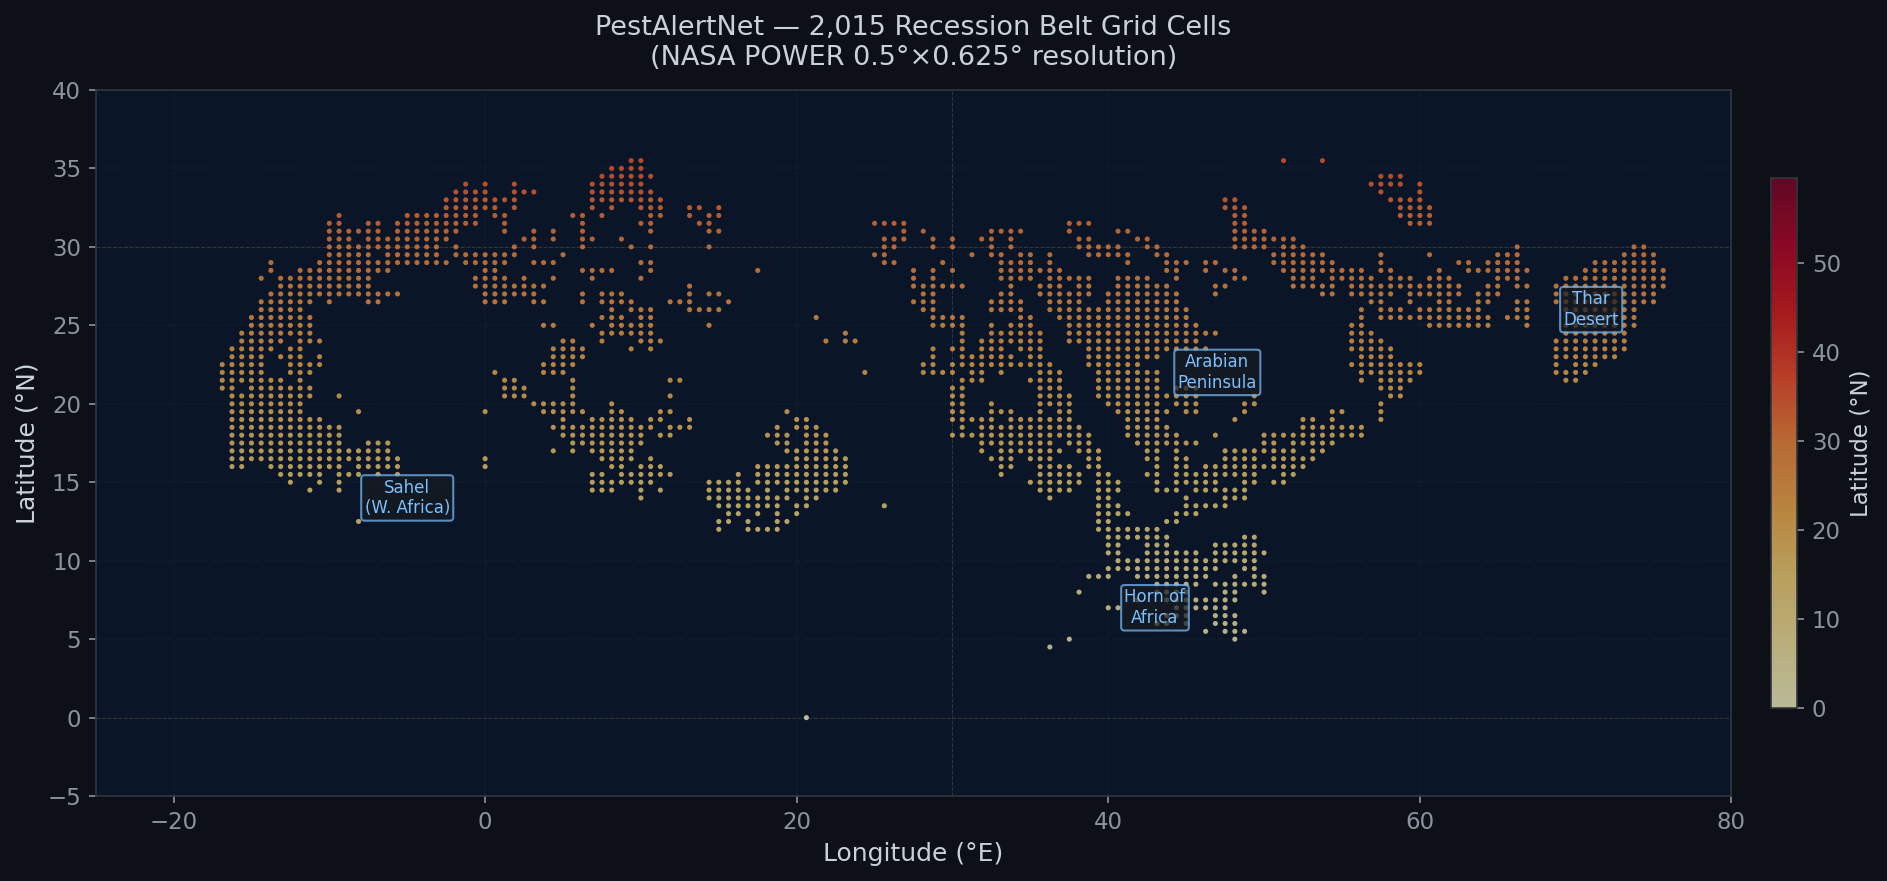 PestAlertNet — 2,015 Recession Belt Grid Cells
(NASA POWER 0.5°×0.625° resolution)
Latitude (°N)
40
35
30
25
20
15
10
5
0
−5
−20
0
20
40
60
80
Longitude (°E)
Sahel
(W. Africa)
Arabian
Peninsula
Horn of
Africa
Thar
Desert
50
40
30
20
10
0
Latitude (°N)